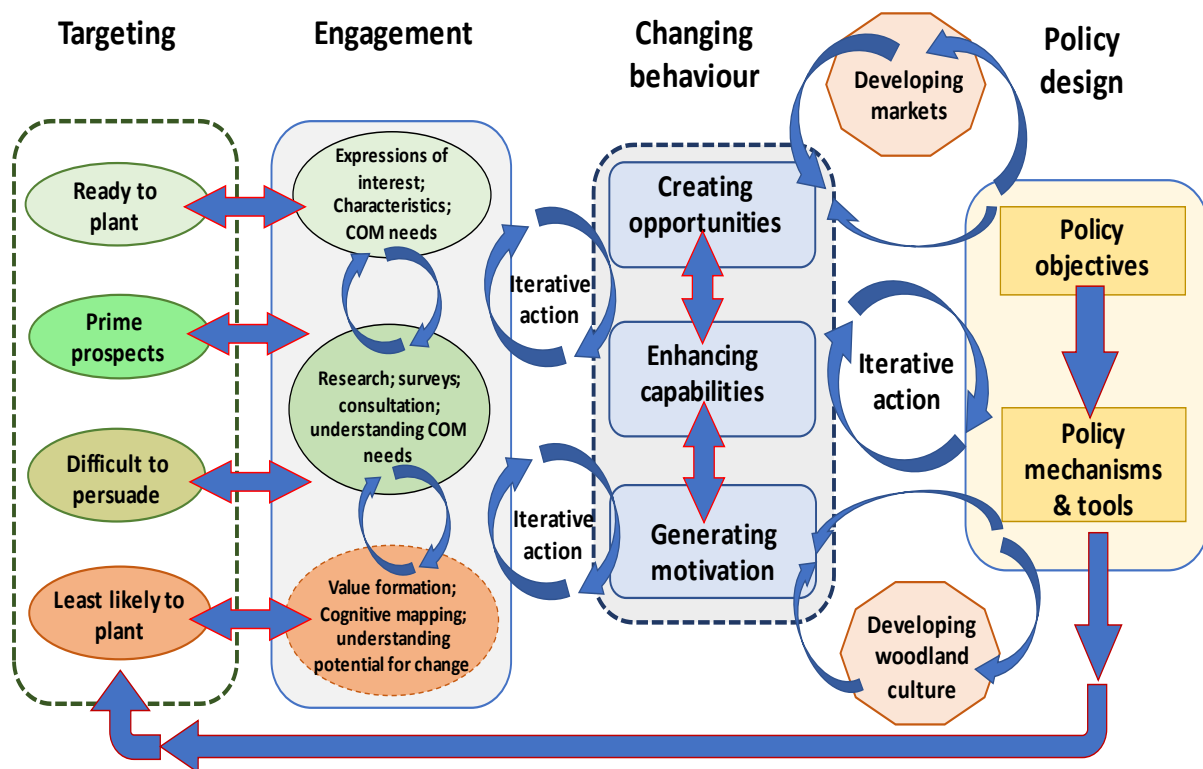 Targeting
Engagement
Changing
behaviour
Policy
design
Ready to
plant
Prime
prospects
Difficult to
persuade
Least likely to
plant
Expressions of
interest;
Characteristics;
COM needs
Research; surveys;
consultation;
understanding COM
needs
Value formation;
Cognitive mapping;
understanding
potential for change
Iterative
action
Iterative
action
Creating
opportunities
Enhancing
capabilities
Generating
motivation
Developing
markets
Iterative
action
Developing
woodland
culture
Policy
objectives
Policy
mechanisms
& tools